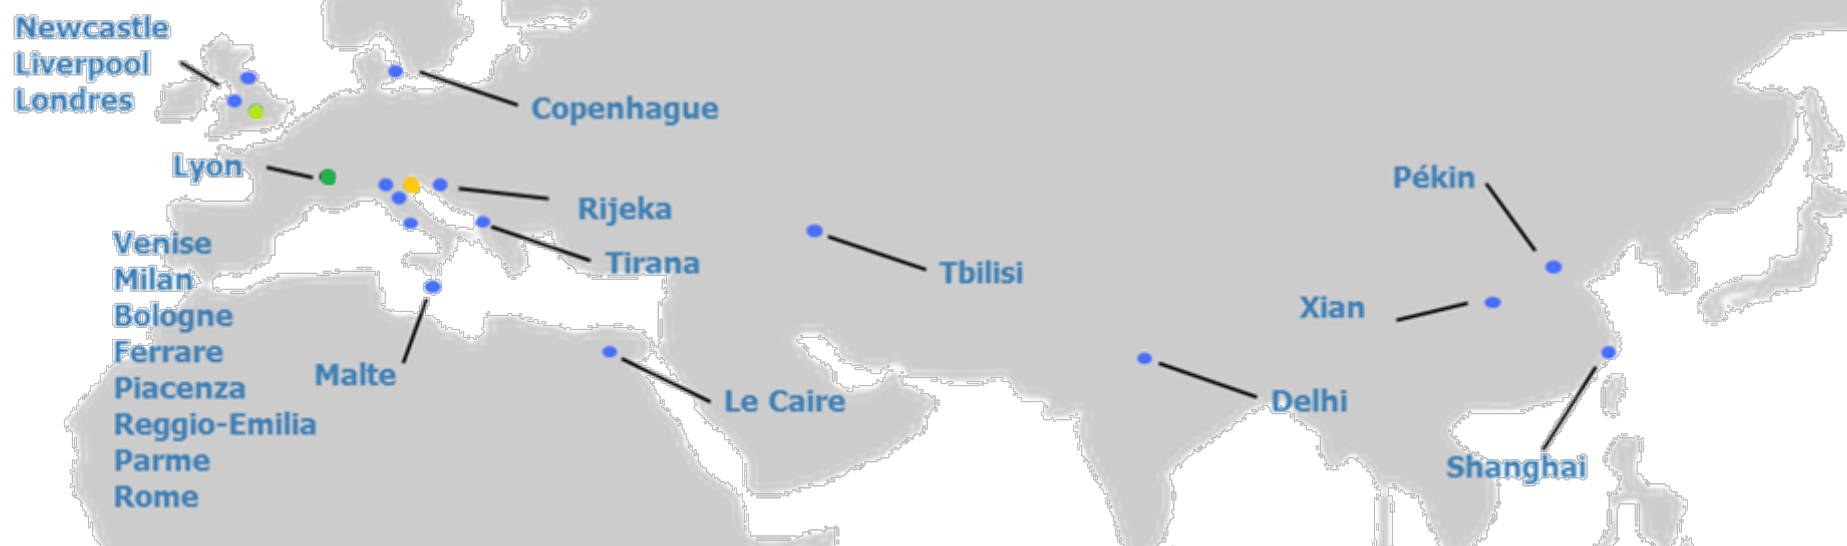 Newcastle
Liverpool
Londres
Copenhague
Lyon
Rijeka
Tirana
Venise
Milan
Bologne
Ferrare
Piacenza
Reggio-Emilia
Parme
Rome
Malte
Le Caire
Tbilisi
Delhi
Pékin
Xian
Shanghai